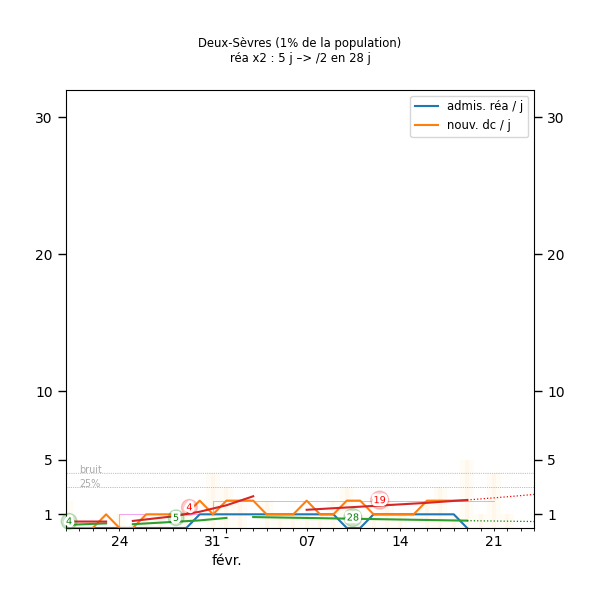 Deux-Sèvres (1% de la population)
réa x2 : 5 j –> /2 en 28 j
admis. réa / j
nouv. dc / j
30 30
20 20
10 10
5 5
bruit
25%
1 1
4 5 4 28 19
24 31 - 07 14 21
févr.